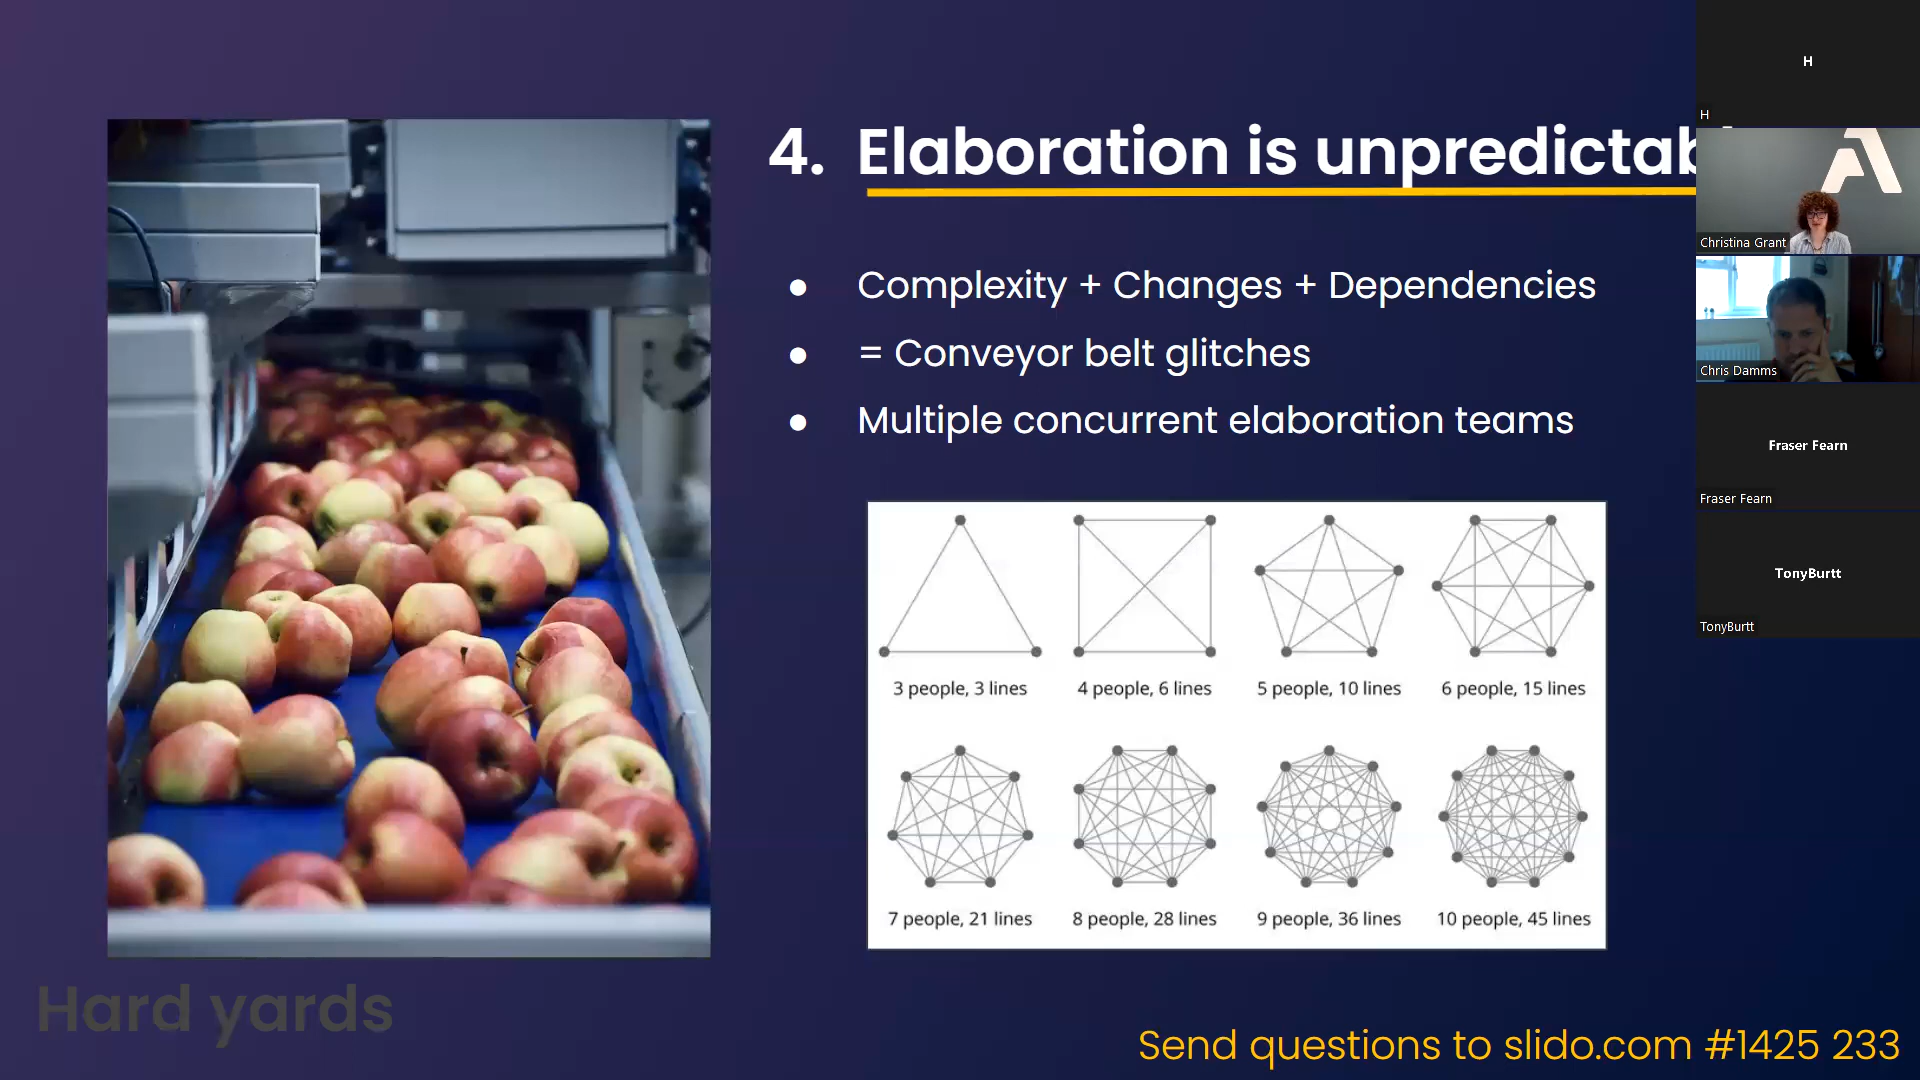 4. Elaboration is unpredictab
Complexity + Changes + Dependencies
= Conveyor belt glitches
Multiple concurrent elaboration teams
3 people, 3 lines
4 people, 6 lines
5 people, 10 lines
6 people, 15 lines
7 people, 21 lines
8 people, 28 lines
9 people, 36 lines
10 people, 45 lines
Hard yards
Send questions to slido.com #1425 233
H
H
Christina Grant
Chris Damms
Fraser Fearn
Fraser Fearn
TonyBurtt
TonyBurtt